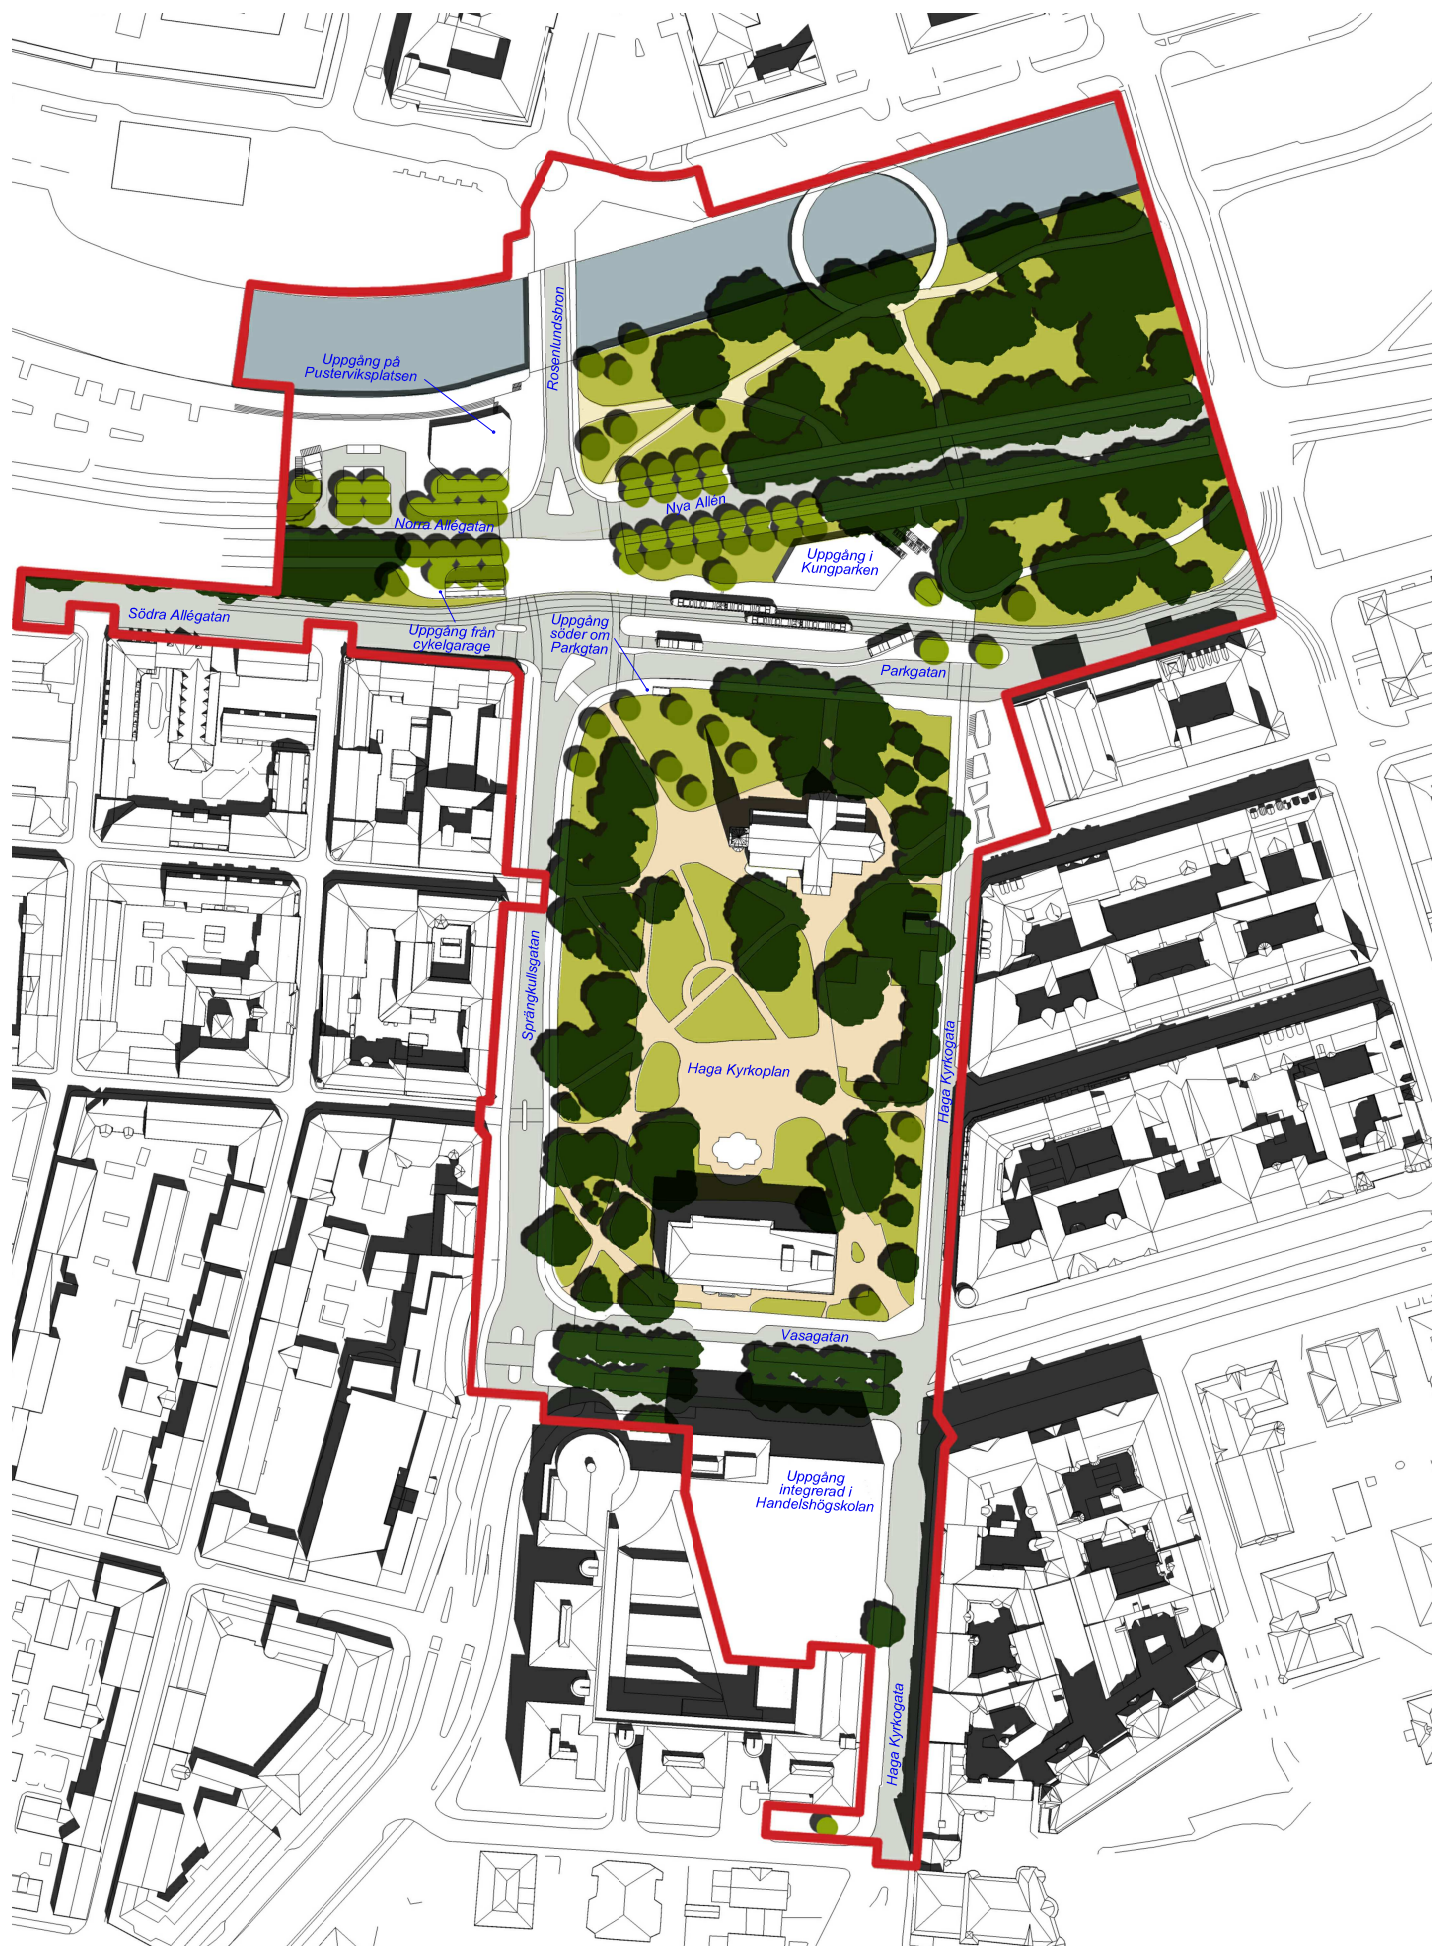 Rosenlundsbron
Uppgång på
Pusterviksplatsen
Nya Allén
Norra Allégatan
Uppgång i
Kungparken
Södra Allégatan
Uppgång från
cykelgarage
Uppgång
söder om
Parkgtan
Parkgatan
Sprängkullsgatan
Haga Kyrkogata
Haga Kyrkoplan
Vasagatan
Uppgång
integrerad i
Handelshögskolan
Haga Kyrkogata